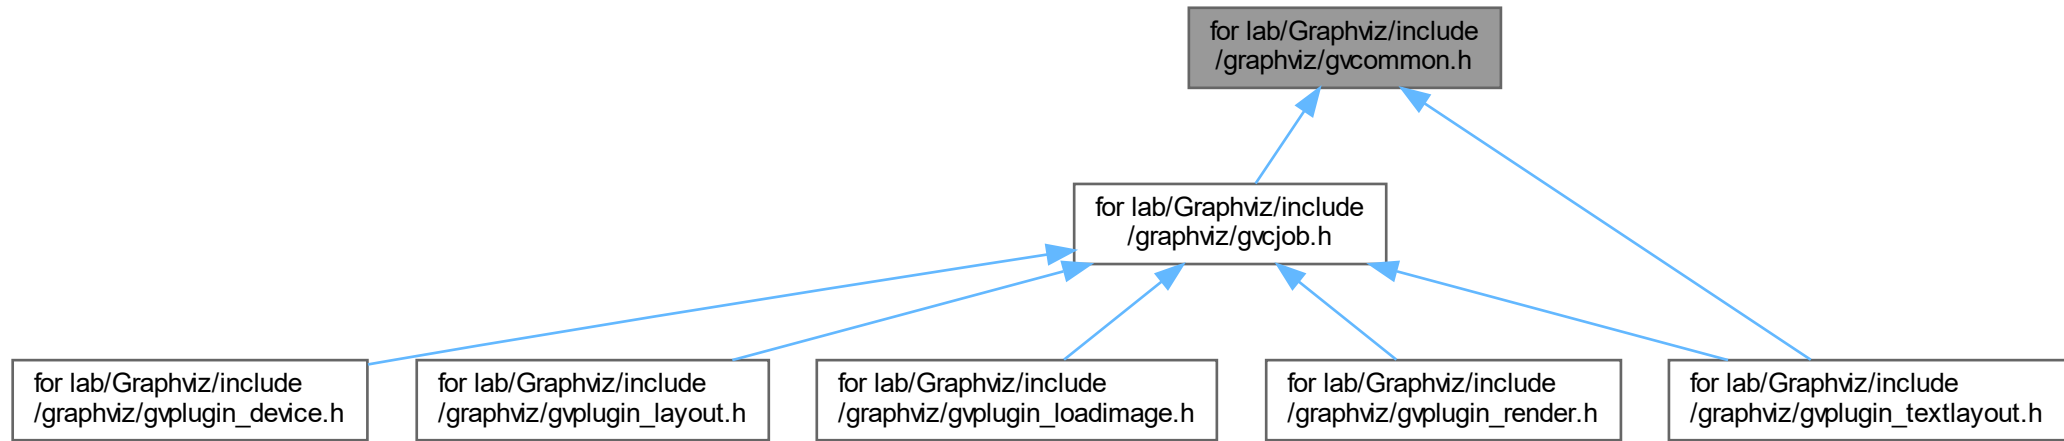 for lab/Graphviz/include
/graphviz/gvcommon.h
for lab/Graphviz/include
/graphviz/gvcjob.h
for lab/Graphviz/include
/graphviz/gvplugin_device.h
for lab/Graphviz/include
/graphviz/gvplugin_layout.h
for lab/Graphviz/include
/graphviz/gvplugin_loadimage.h
for lab/Graphviz/include
/graphviz/gvplugin_render.h
for lab/Graphviz/include
/graphviz/gvplugin_textlayout.h